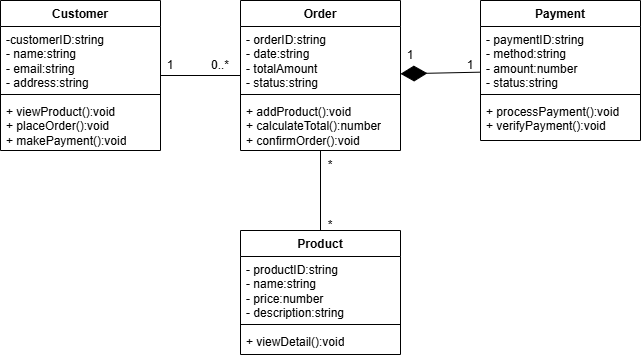 Customer
-customerID:string
- name:string
- email:string
- address:string
+ viewProduct():void
+ placeOrder():void
+ makePayment():void
1
0..*
Order
- orderID:string
- date:string
- totalAmount
- status:string
+ addProduct():void
+ calculateTotal():number
+ confirmOrder():void
1
1
Payment
- paymentID:string
- method:string
- amount:number
- status:string
+ processPayment():void
+ verifyPayment():void
*
*
Product
- productID:string
- name:string
- price:number
- description:string
+ viewDetail():void